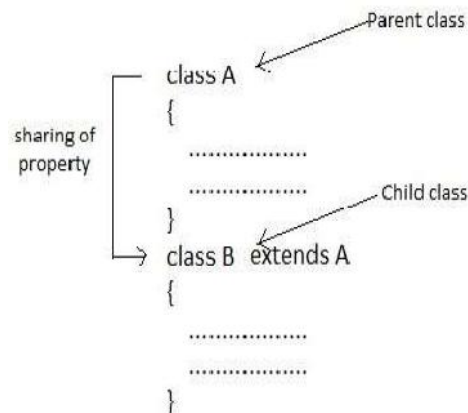 Parent class
class A
{
sharing of
property
..................
..................
}
Child class
class B extends A
{
..................
..................
}